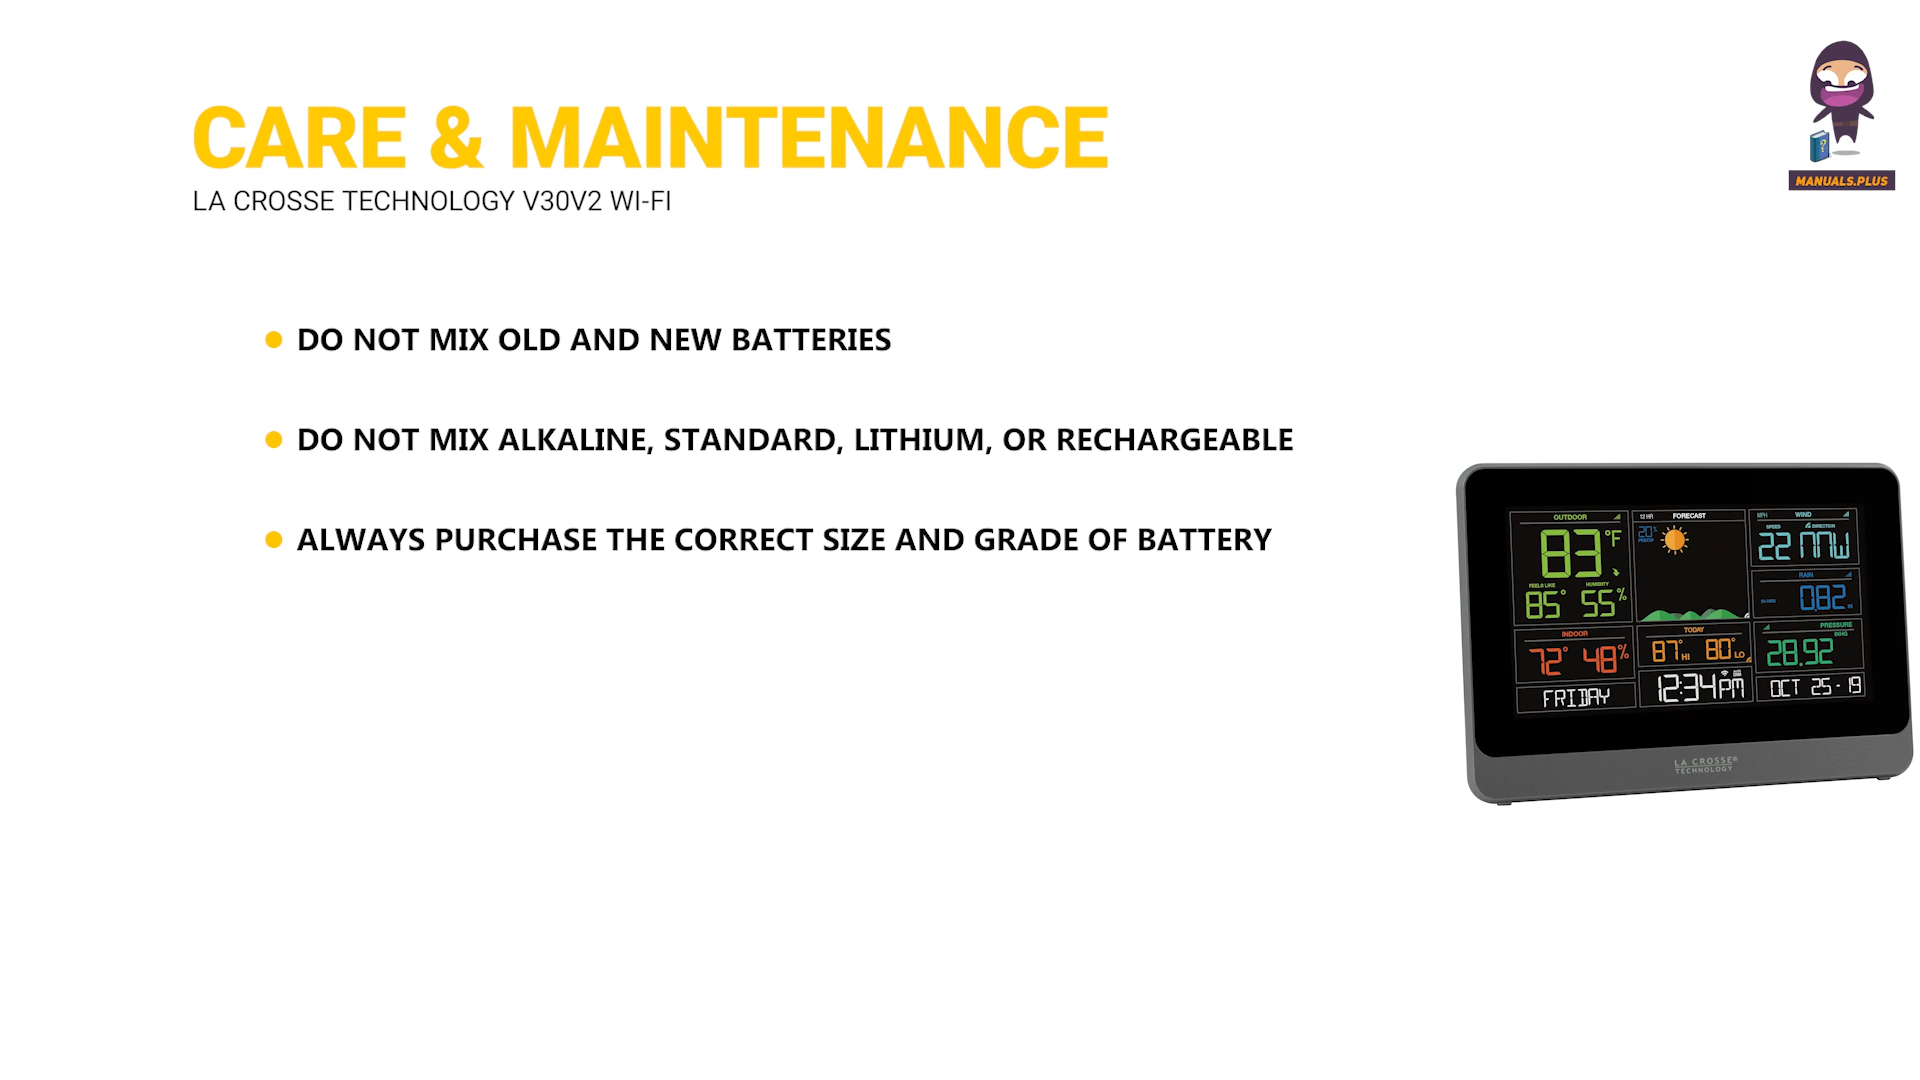 CARE & MAINTENANCE
LA CROSSE TECHNOLOGY V30V2 WI-FI
MANUALS.PLUS
DO NOT MIX OLD AND NEW BATTERIES
DO NOT MIX ALKALINE, STANDARD, LITHIUM, OR RECHARGEABLE
ALWAYS PURCHASE THE CORRECT SIZE AND GRADE OF BATTERY
OUTDOOR
83°F
FEELS LIKE HUMIDITY
85° 55%
12 HR FORECAST
20%
PRECIP
MPH WIND
SPEED DIRECTION
22 NNW
RAIN
0.82 IN
INDOOR
72° 48%
TODAY
87° HI 80° LO
PRESSURE
INHG
28.92
FRIDAY
12:34PM
OCT 25-19
LA CROSSE®
TECHNOLOGY